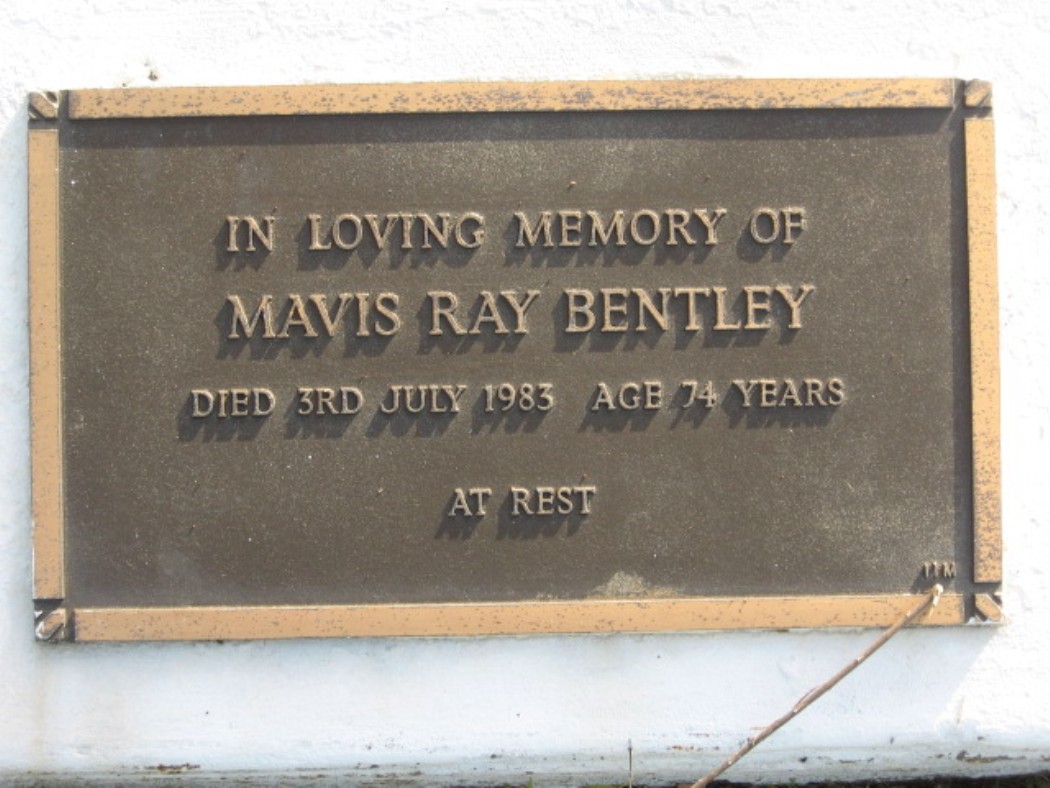 IN LOVING MEMORY OF
MAVIS RAY BENTLEY
DIED 3RD JULY 1983 AGE 74 YEARS
AT REST